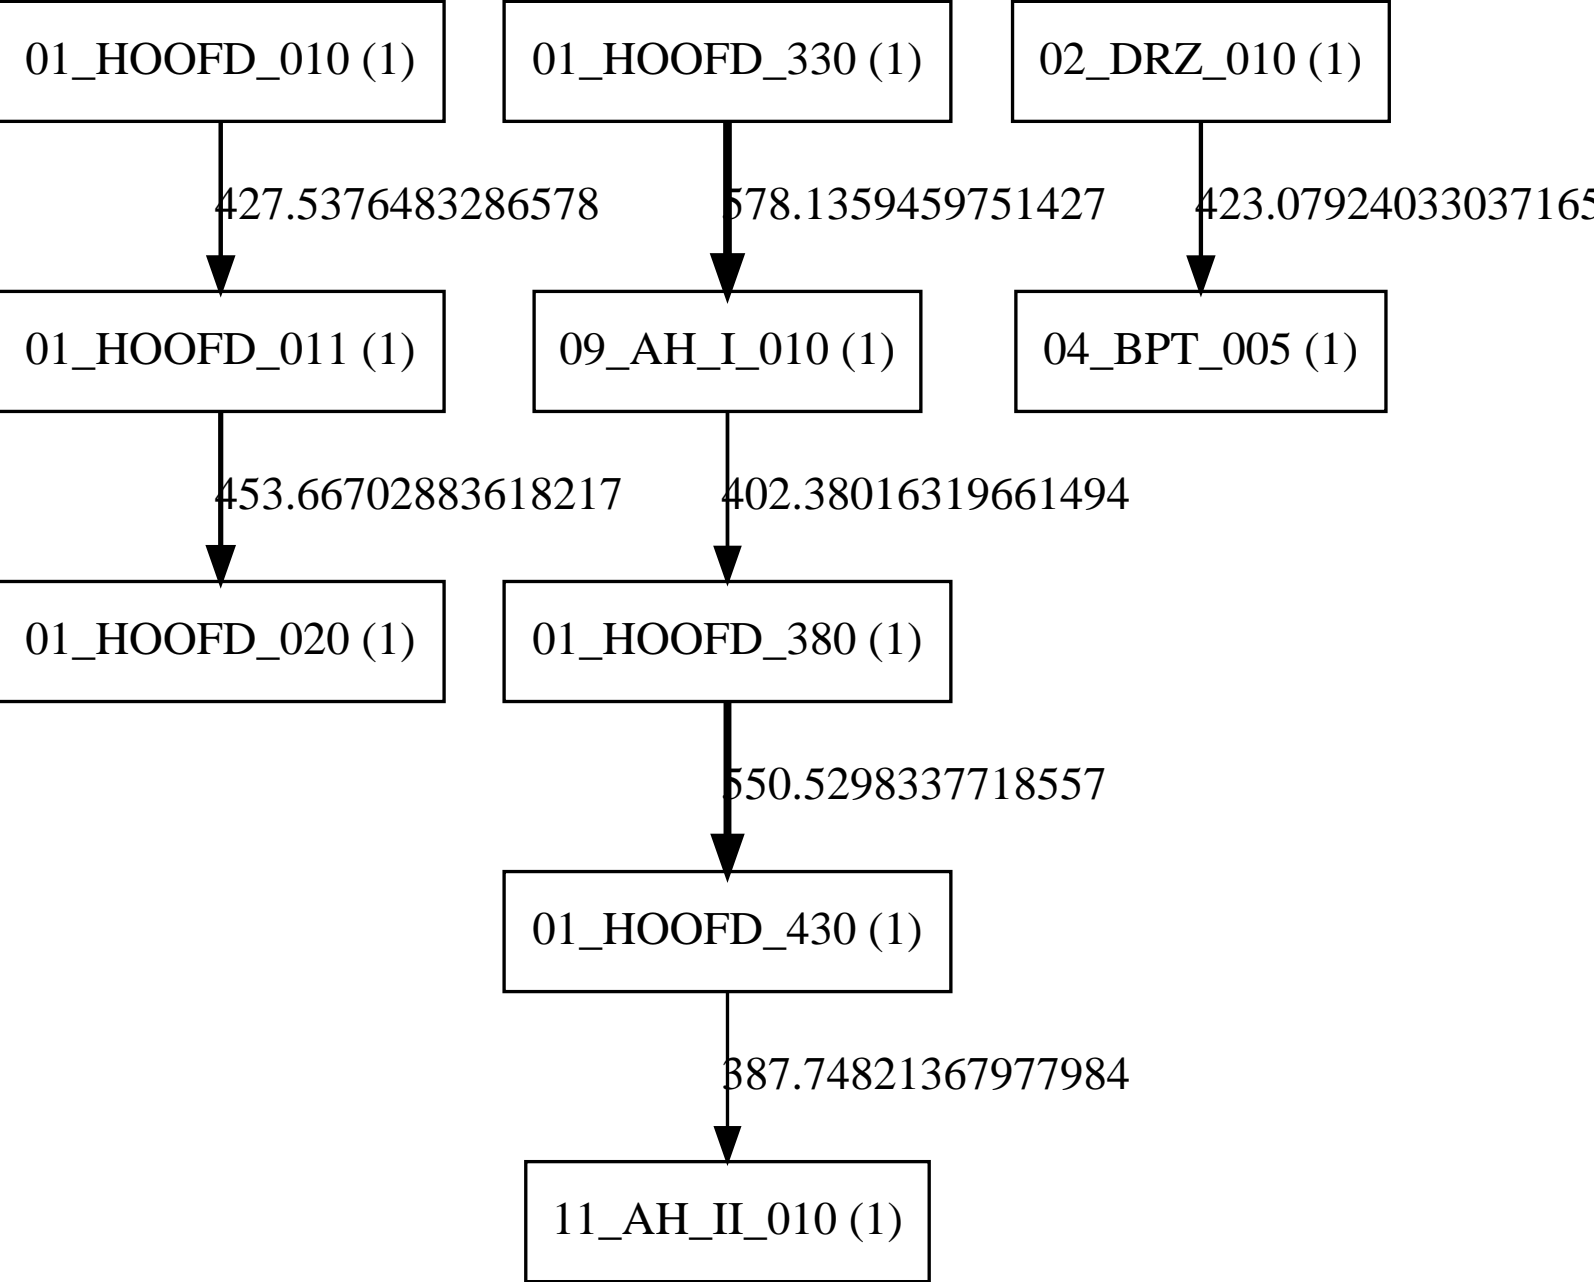 01_HOOFD_010 (1)
01_HOOFD_330 (1)
02_DRZ_010 (1)
427.5376483286578
578.1359459751427
423.07924033037165
01_HOOFD_011 (1)
09_AH_I_010 (1)
04_BPT_005 (1)
453.66702883618217
402.38016319661494
01_HOOFD_020 (1)
01_HOOFD_380 (1)
550.5298337718557
01_HOOFD_430 (1)
387.74821367977984
11_AH_II_010 (1)